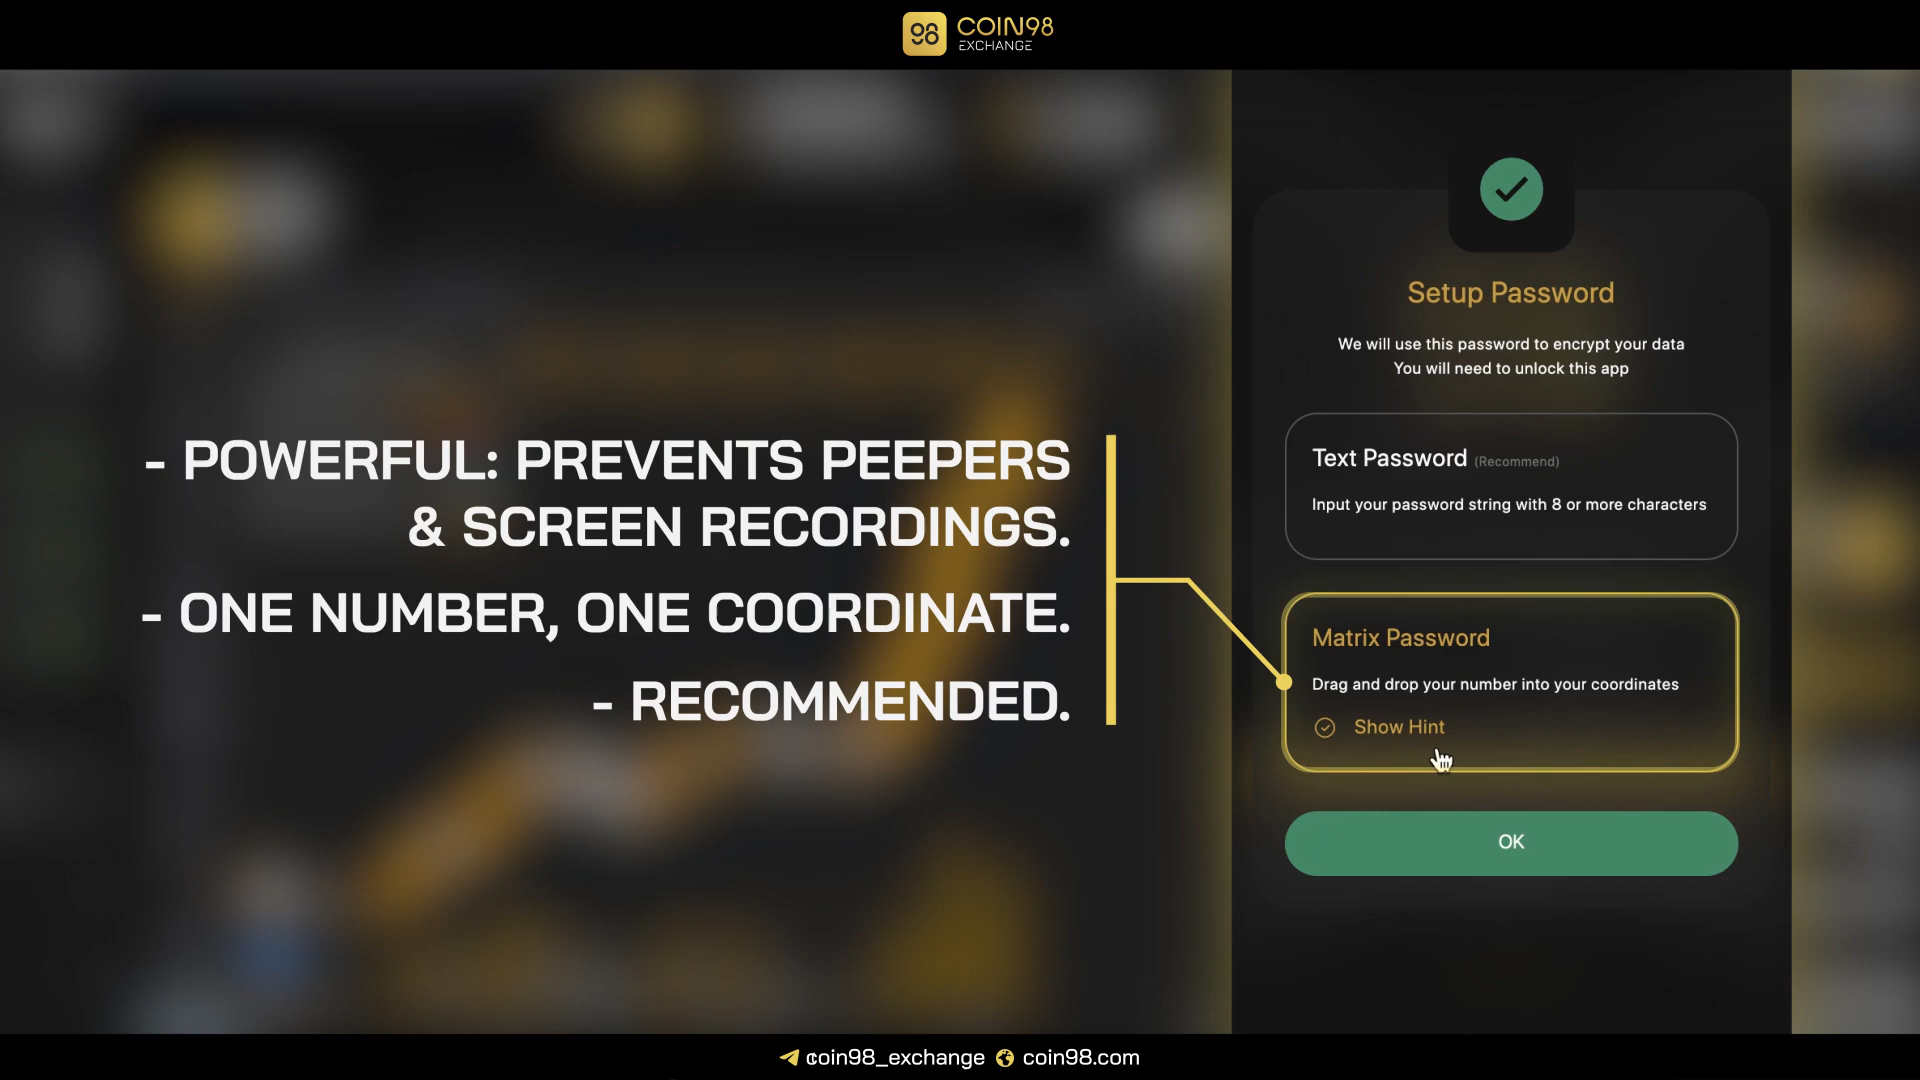 98 COIN98
EXCHANGE
- POWERFUL: PREVENTS PEEPERS
& SCREEN RECORDINGS.
- ONE NUMBER, ONE COORDINATE.
- RECOMMENDED.
Setup Password
We will use this password to encrypt your data
You will need to unlock this app
Text Password (Recommend)
Input your password string with 8 or more characters
Matrix Password
Drag and drop your number into your coordinates
Show Hint
OK
coin98_exchange coin98.com